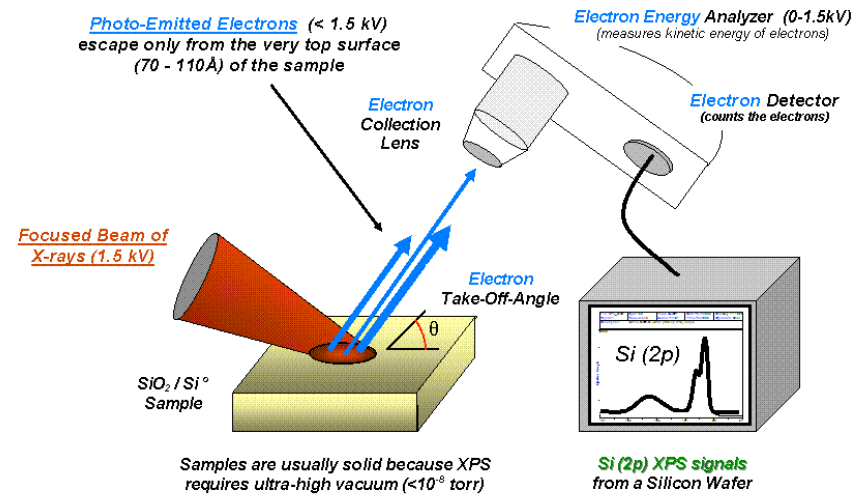 Photo-Emitted Electrons (< 1.5 kV)
escape only from the very top surface
(70 - 110Å) of the sample
Electron Energy Analyzer (0-1.5kV)
(measures kinetic energy of electrons)
Electron
Collection
Lens
Electron Detector
(counts the electrons)
Focused Beam of
X-rays (1.5 kV)
Electron
Take-Off-Angle
θ
Si (2p)
SiO₂ / Si°
Sample
Samples are usually solid because XPS
requires ultra-high vacuum (<10⁻⁸ torr)
Si (2p) XPS signals
from a Silicon Wafer